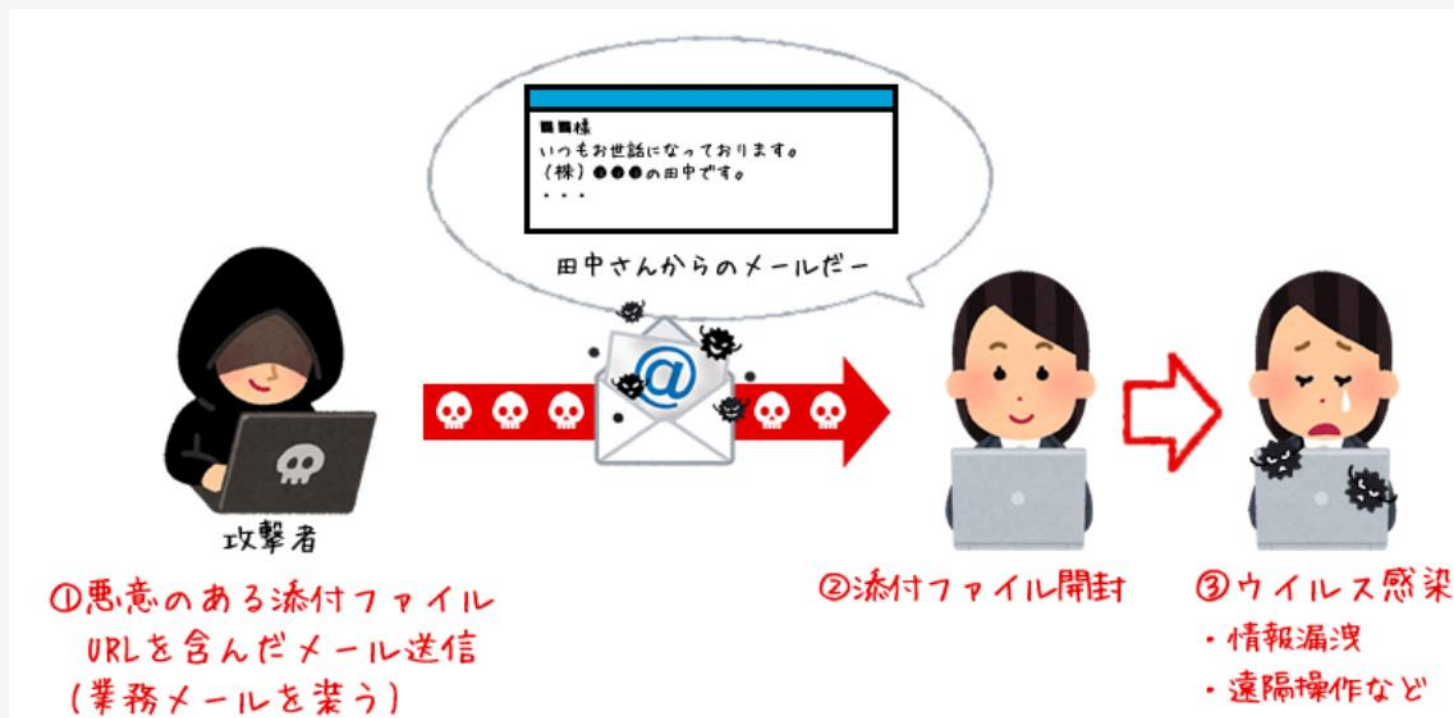 ■■様
いつもお世話になっております。
(株)●●●の田中です。
・・・
田中さんからのメールだー
@
攻撃者
①悪意のある添付ファイル
URLを含んだメール送信
(業務メールを装う)
②添付ファイル開封
③ウイルス感染
・情報漏洩
・遠隔操作など